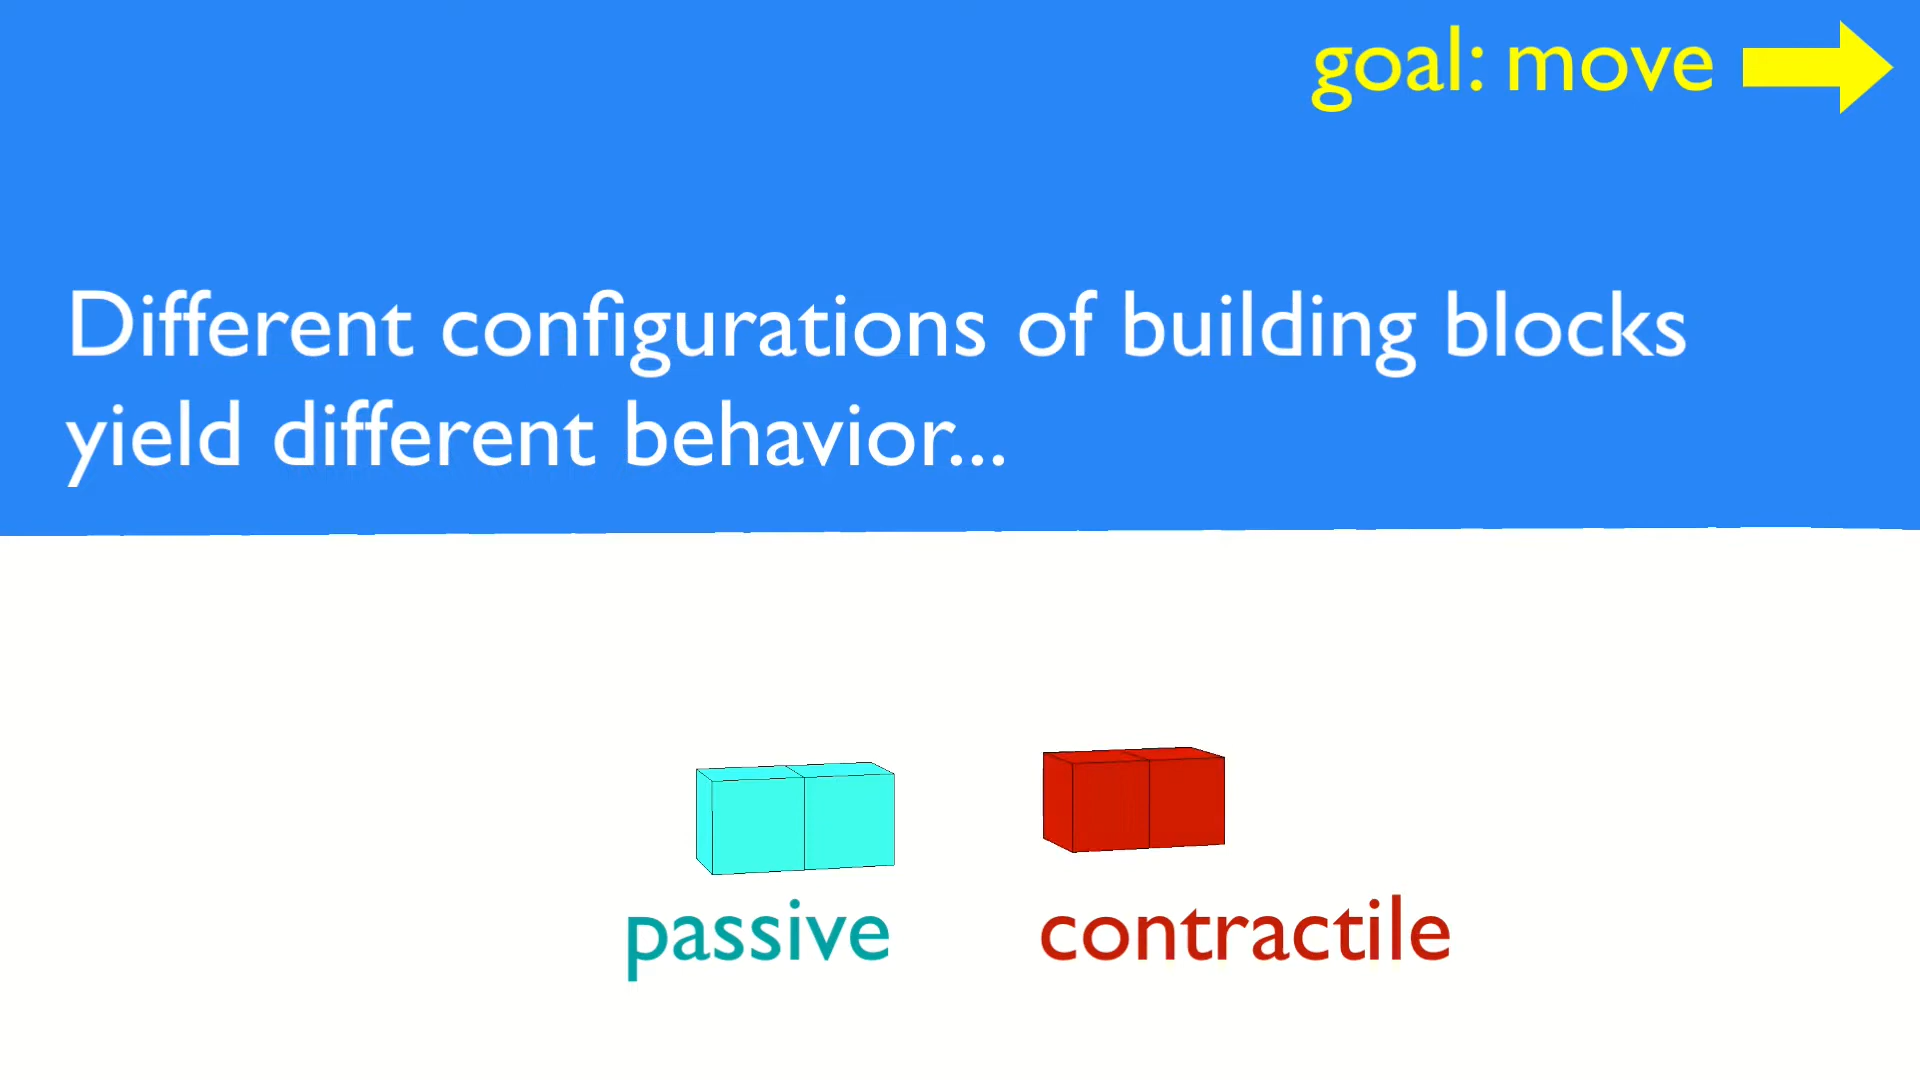 goal: move
Different configurations of building blocks
yield different behavior...
passive
contractile